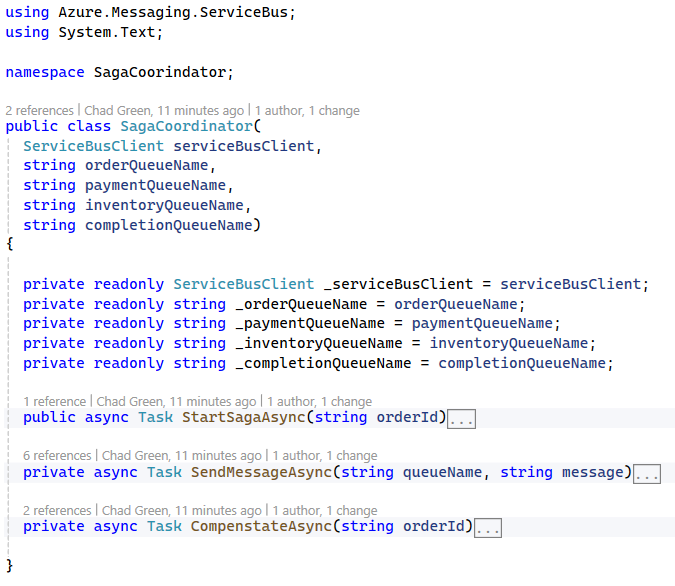 using Azure.Messaging.ServiceBus;
using System.Text;
namespace SagaCoorindator;
2 references | Chad Green, 11 minutes ago | 1 author, 1 change
public class SagaCoordinator(
ServiceBusClient serviceBusClient,
string orderQueueName,
string paymentQueueName,
string inventoryQueueName,
string completionQueueName)
{
private readonly ServiceBusClient _serviceBusClient = serviceBusClient;
private readonly string _orderQueueName = orderQueueName;
private readonly string _paymentQueueName = paymentQueueName;
private readonly string _inventoryQueueName = inventoryQueueName;
private readonly string _completionQueueName = completionQueueName;
1 reference | Chad Green, 11 minutes ago | 1 author, 1 change
public async Task StartSagaAsync(string orderId)...
6 references | Chad Green, 11 minutes ago | 1 author, 1 change
private async Task SendMessageAsync(string queueName, string message)...
2 references | Chad Green, 11 minutes ago | 1 author, 1 change
private async Task CompenstateAsync(string orderId)...
}